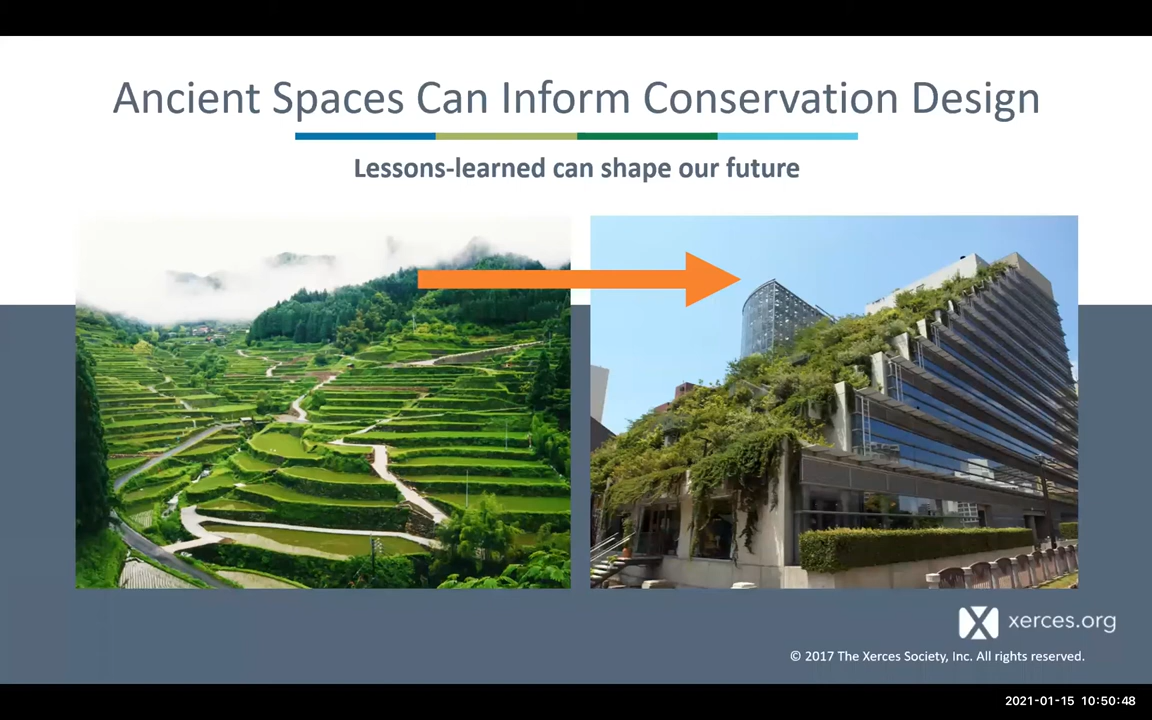 Ancient Spaces Can Inform Conservation Design
Lessons-learned can shape our future
xerces.org
© 2017 The Xerces Society, Inc. All rights reserved.
2021-01-15 10:50:48